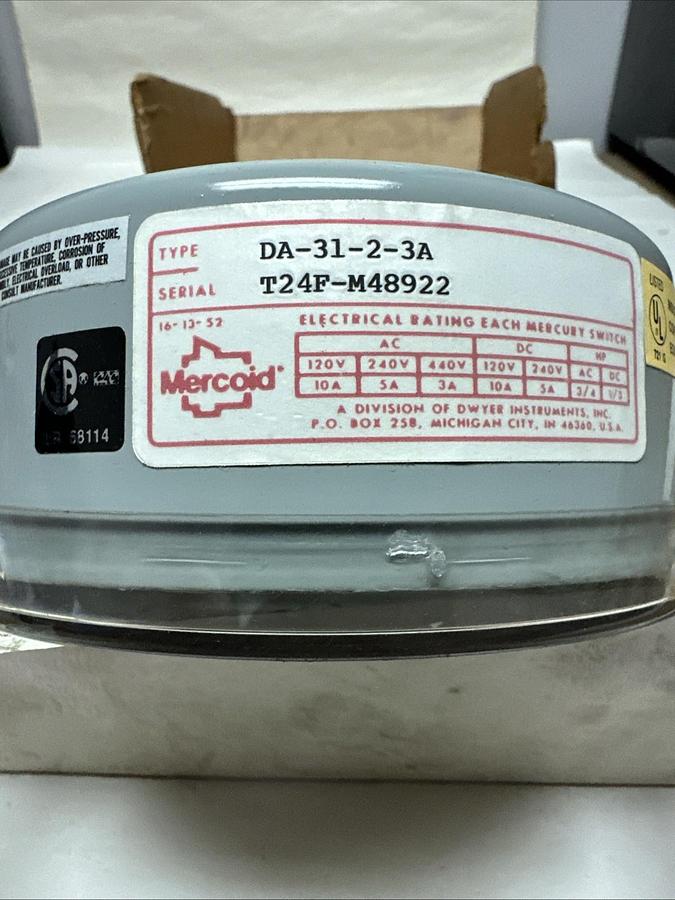 MAY BE CAUSED BY OVER-PRESSURE,
TEMPERATURE, CORROSION OF
ELECTRICAL OVERLOAD, OR OTHER
CONSULT MANUFACTURER.
TYPE DA-31-2-3A
SERIAL T24F-M48922
16-13-52
ELECTRICAL RATING EACH MERCURY SWITCH
AC DC HP
120V 240V 440V 120V 240V AC DC
10A 5A 3A 10A 5A 3/4 1/3
Mercoid®
A DIVISION OF DWYER INSTRUMENTS, INC.
P.O. BOX 258, MICHIGAN CITY, IN 46360, U.S.A.
CSA ®
68114
LISTED
UL